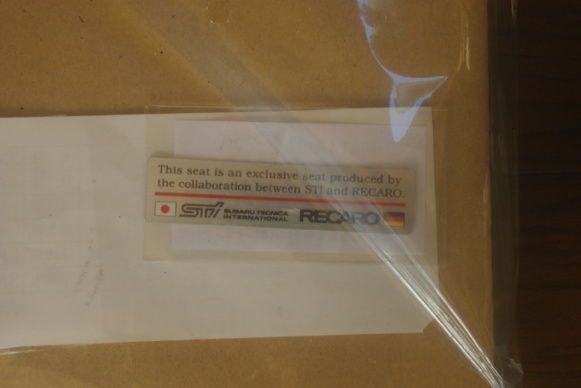 This seat is an exclusive seat produced by
the collaboration between STI and RECARO.
STI SUBARU TECNICA INTERNATIONAL RECARO